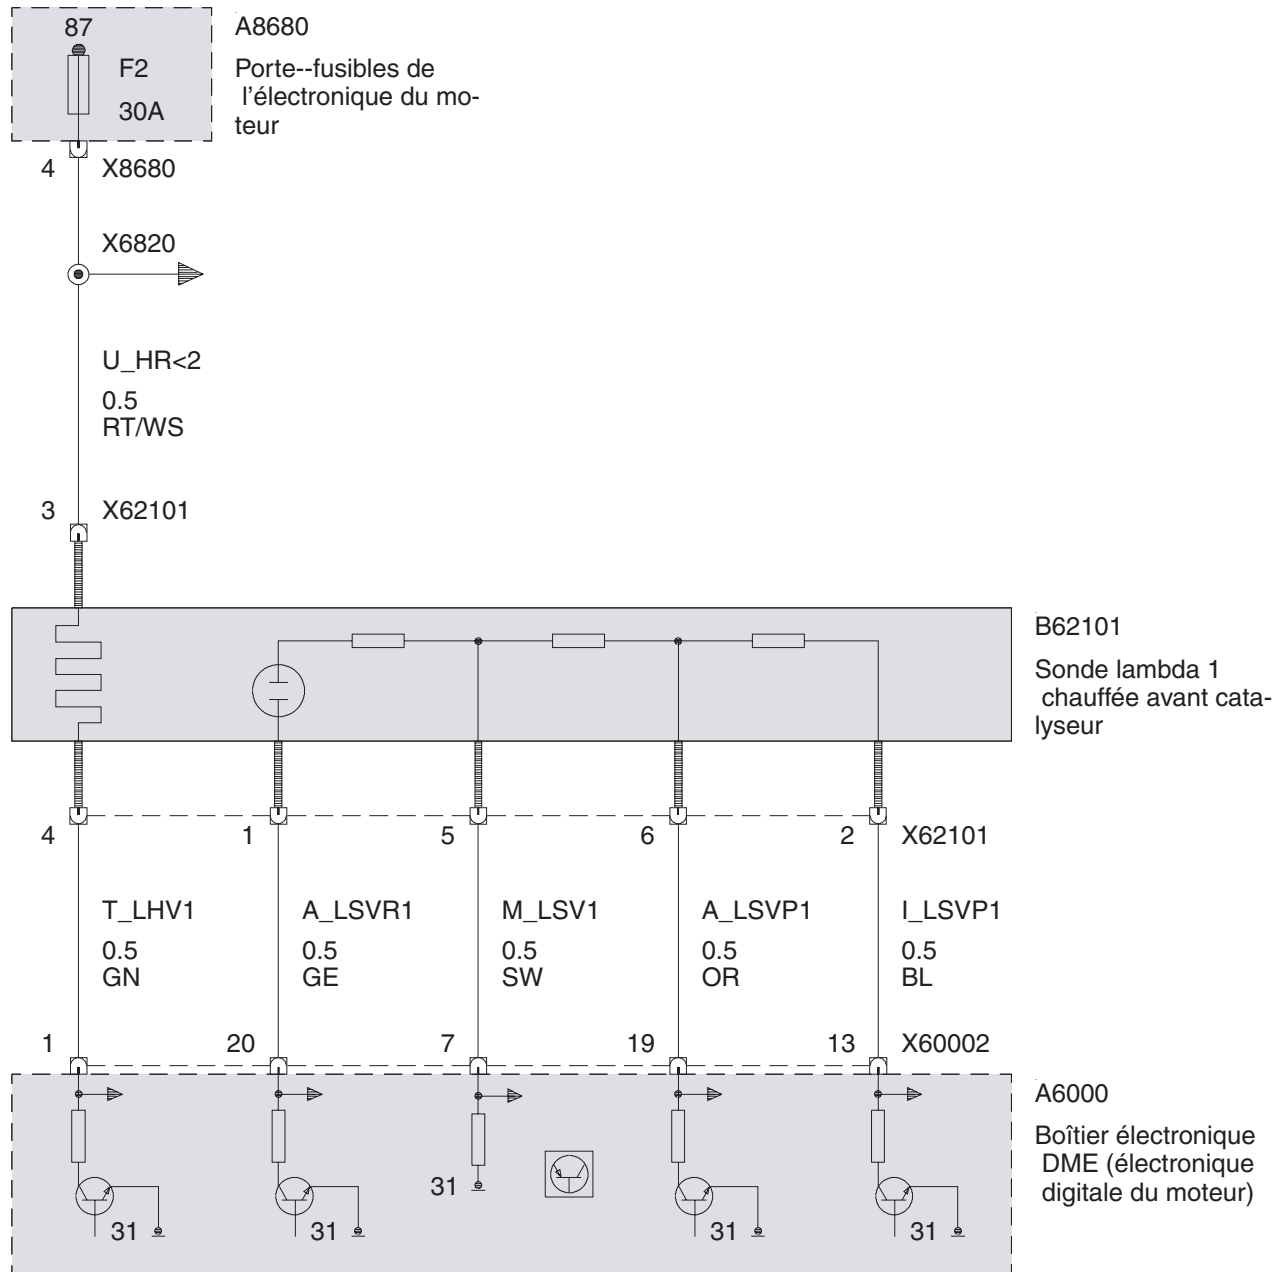 87
F2
30A
A8680
Porte--fusibles de
l'électronique du mo-
teur
4 X8680
X6820
U_HR<2
0.5
RT/WS
3 X62101
B62101
Sonde lambda 1
chauffée avant cata-
lyseur
4 1 5 6 2 X62101
T_LHV1 A_LSVR1 M_LSV1 A_LSVP1 I_LSVP1
0.5 0.5 0.5 0.5 0.5
GN GE SW OR BL
1 20 7 19 13 X60002
A6000
Boîtier électronique
DME (électronique
digitale du moteur)
31
31 31 31 31